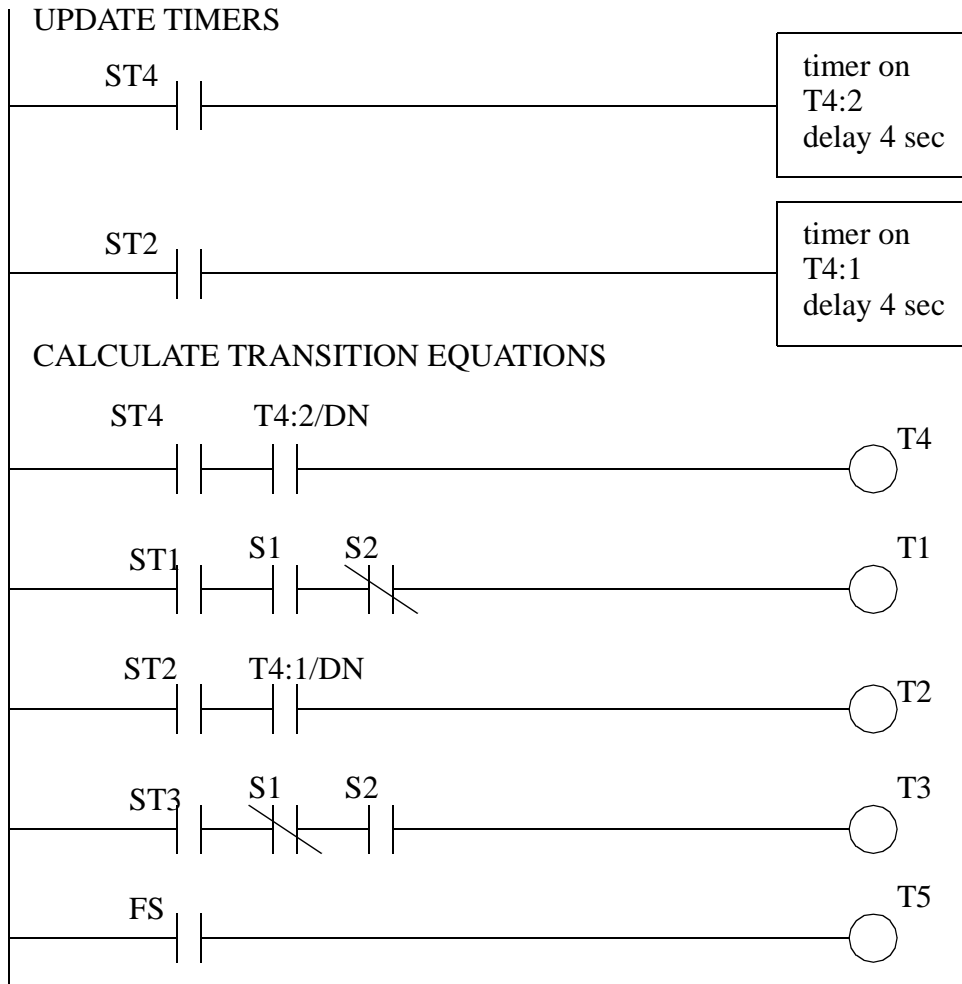 UPDATE TIMERS
ST4
timer on
T4:2
delay 4 sec
ST2
timer on
T4:1
delay 4 sec
CALCULATE TRANSITION EQUATIONS
ST4 T4:2/DN T4
ST1 S1 S2 T1
ST2 T4:1/DN T2
ST3 S1 S2 T3
FS T5